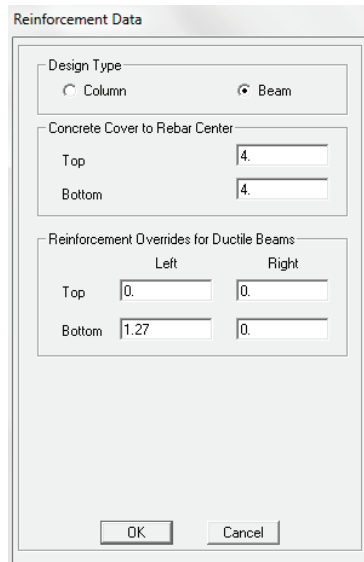 Reinforcement Data
Design Type
Column Beam
Concrete Cover to Rebar Center
Top 4.
Bottom 4.
Reinforcement Overrides for Ductile Beams
Left Right
Top 0. 0.
Bottom 1.27 0.
OK Cancel